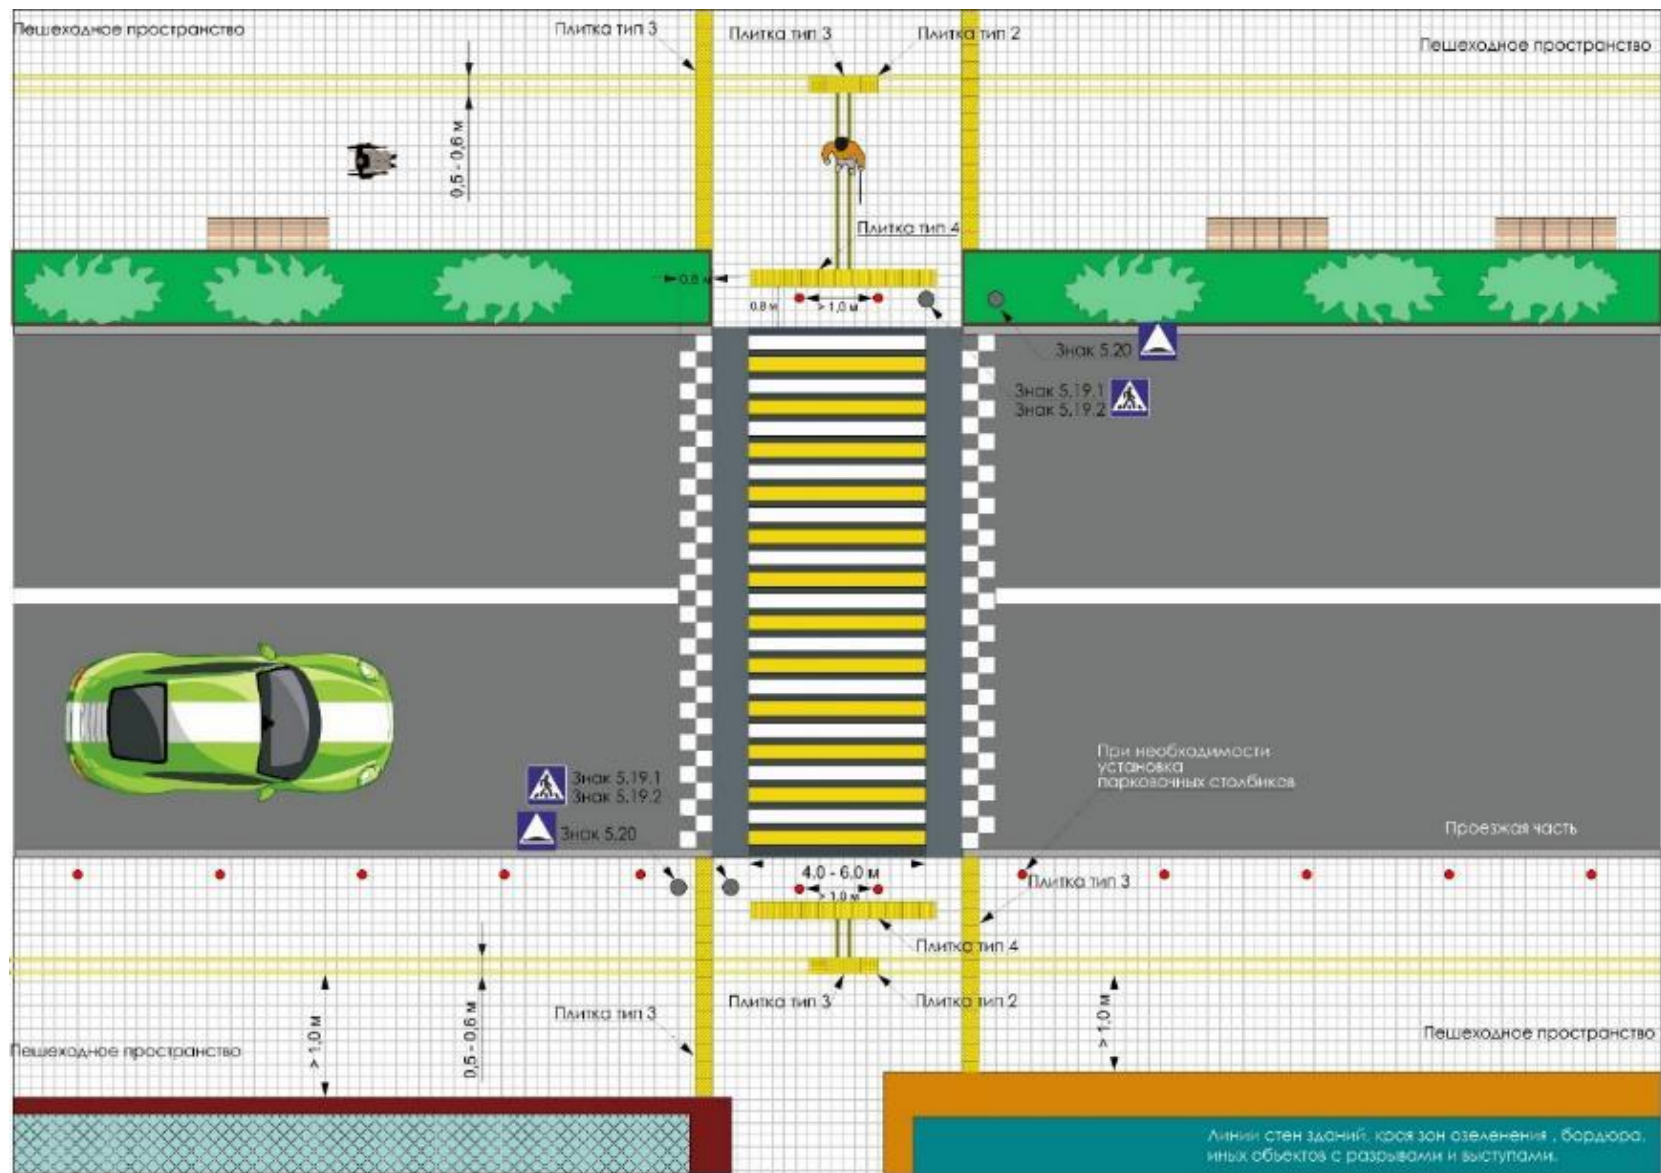 Пешеходное пространство
Плитка тип 3
Плитка тип 3
Плитка тип 2
Пешеходное пространство
0,5 - 0,6 м
Плитка тип 4
0.8 м
0.8 м
> 1,0 м
Знак 5.20
Знак 5.19.1
Знак 5.19.2
При необходимости
установка
парковочных столбиков
Знак 5.19.1
Знак 5.19.2
Знак 5.20
Проезжая часть
4,0 - 6,0 м
> 1,0 м
Плитка тип 3
Плитка тип 4
Плитка тип 3
Плитка тип 3
Плитка тип 2
> 1,0 м
0,5 - 0,6 м
> 1,0 м
Пешеходное пространство
Пешеходное пространство
Линии стен зданий, края зон озеленения , бордюра,
иных объектов с разрывами и выступами.